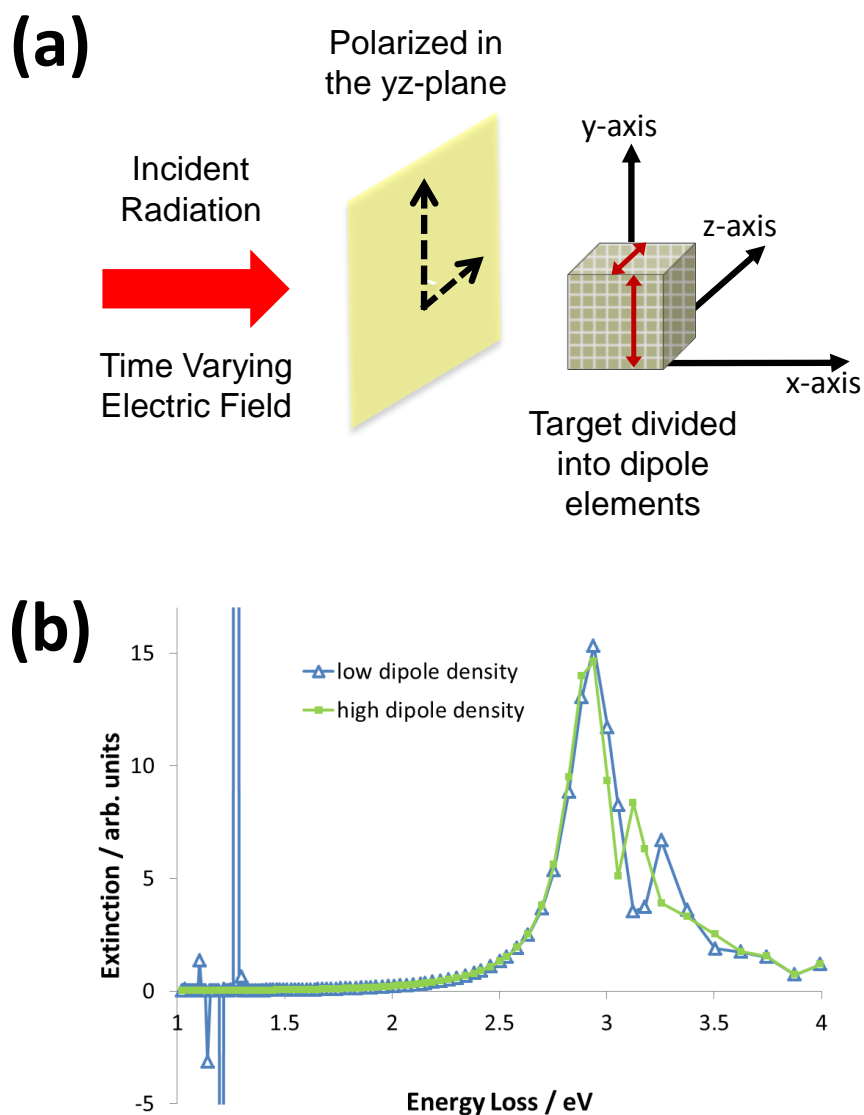 (a)
Polarized in
the yz-plane
Incident
Radiation
Time Varying
Electric Field
y-axis
z-axis
x-axis
Target divided
into dipole
elements
(b)
Extinction / arb. units
15
10
5
0
-5
low dipole density
high dipole density
1
1.5
2
2.5
3
3.5
4
Energy Loss / eV